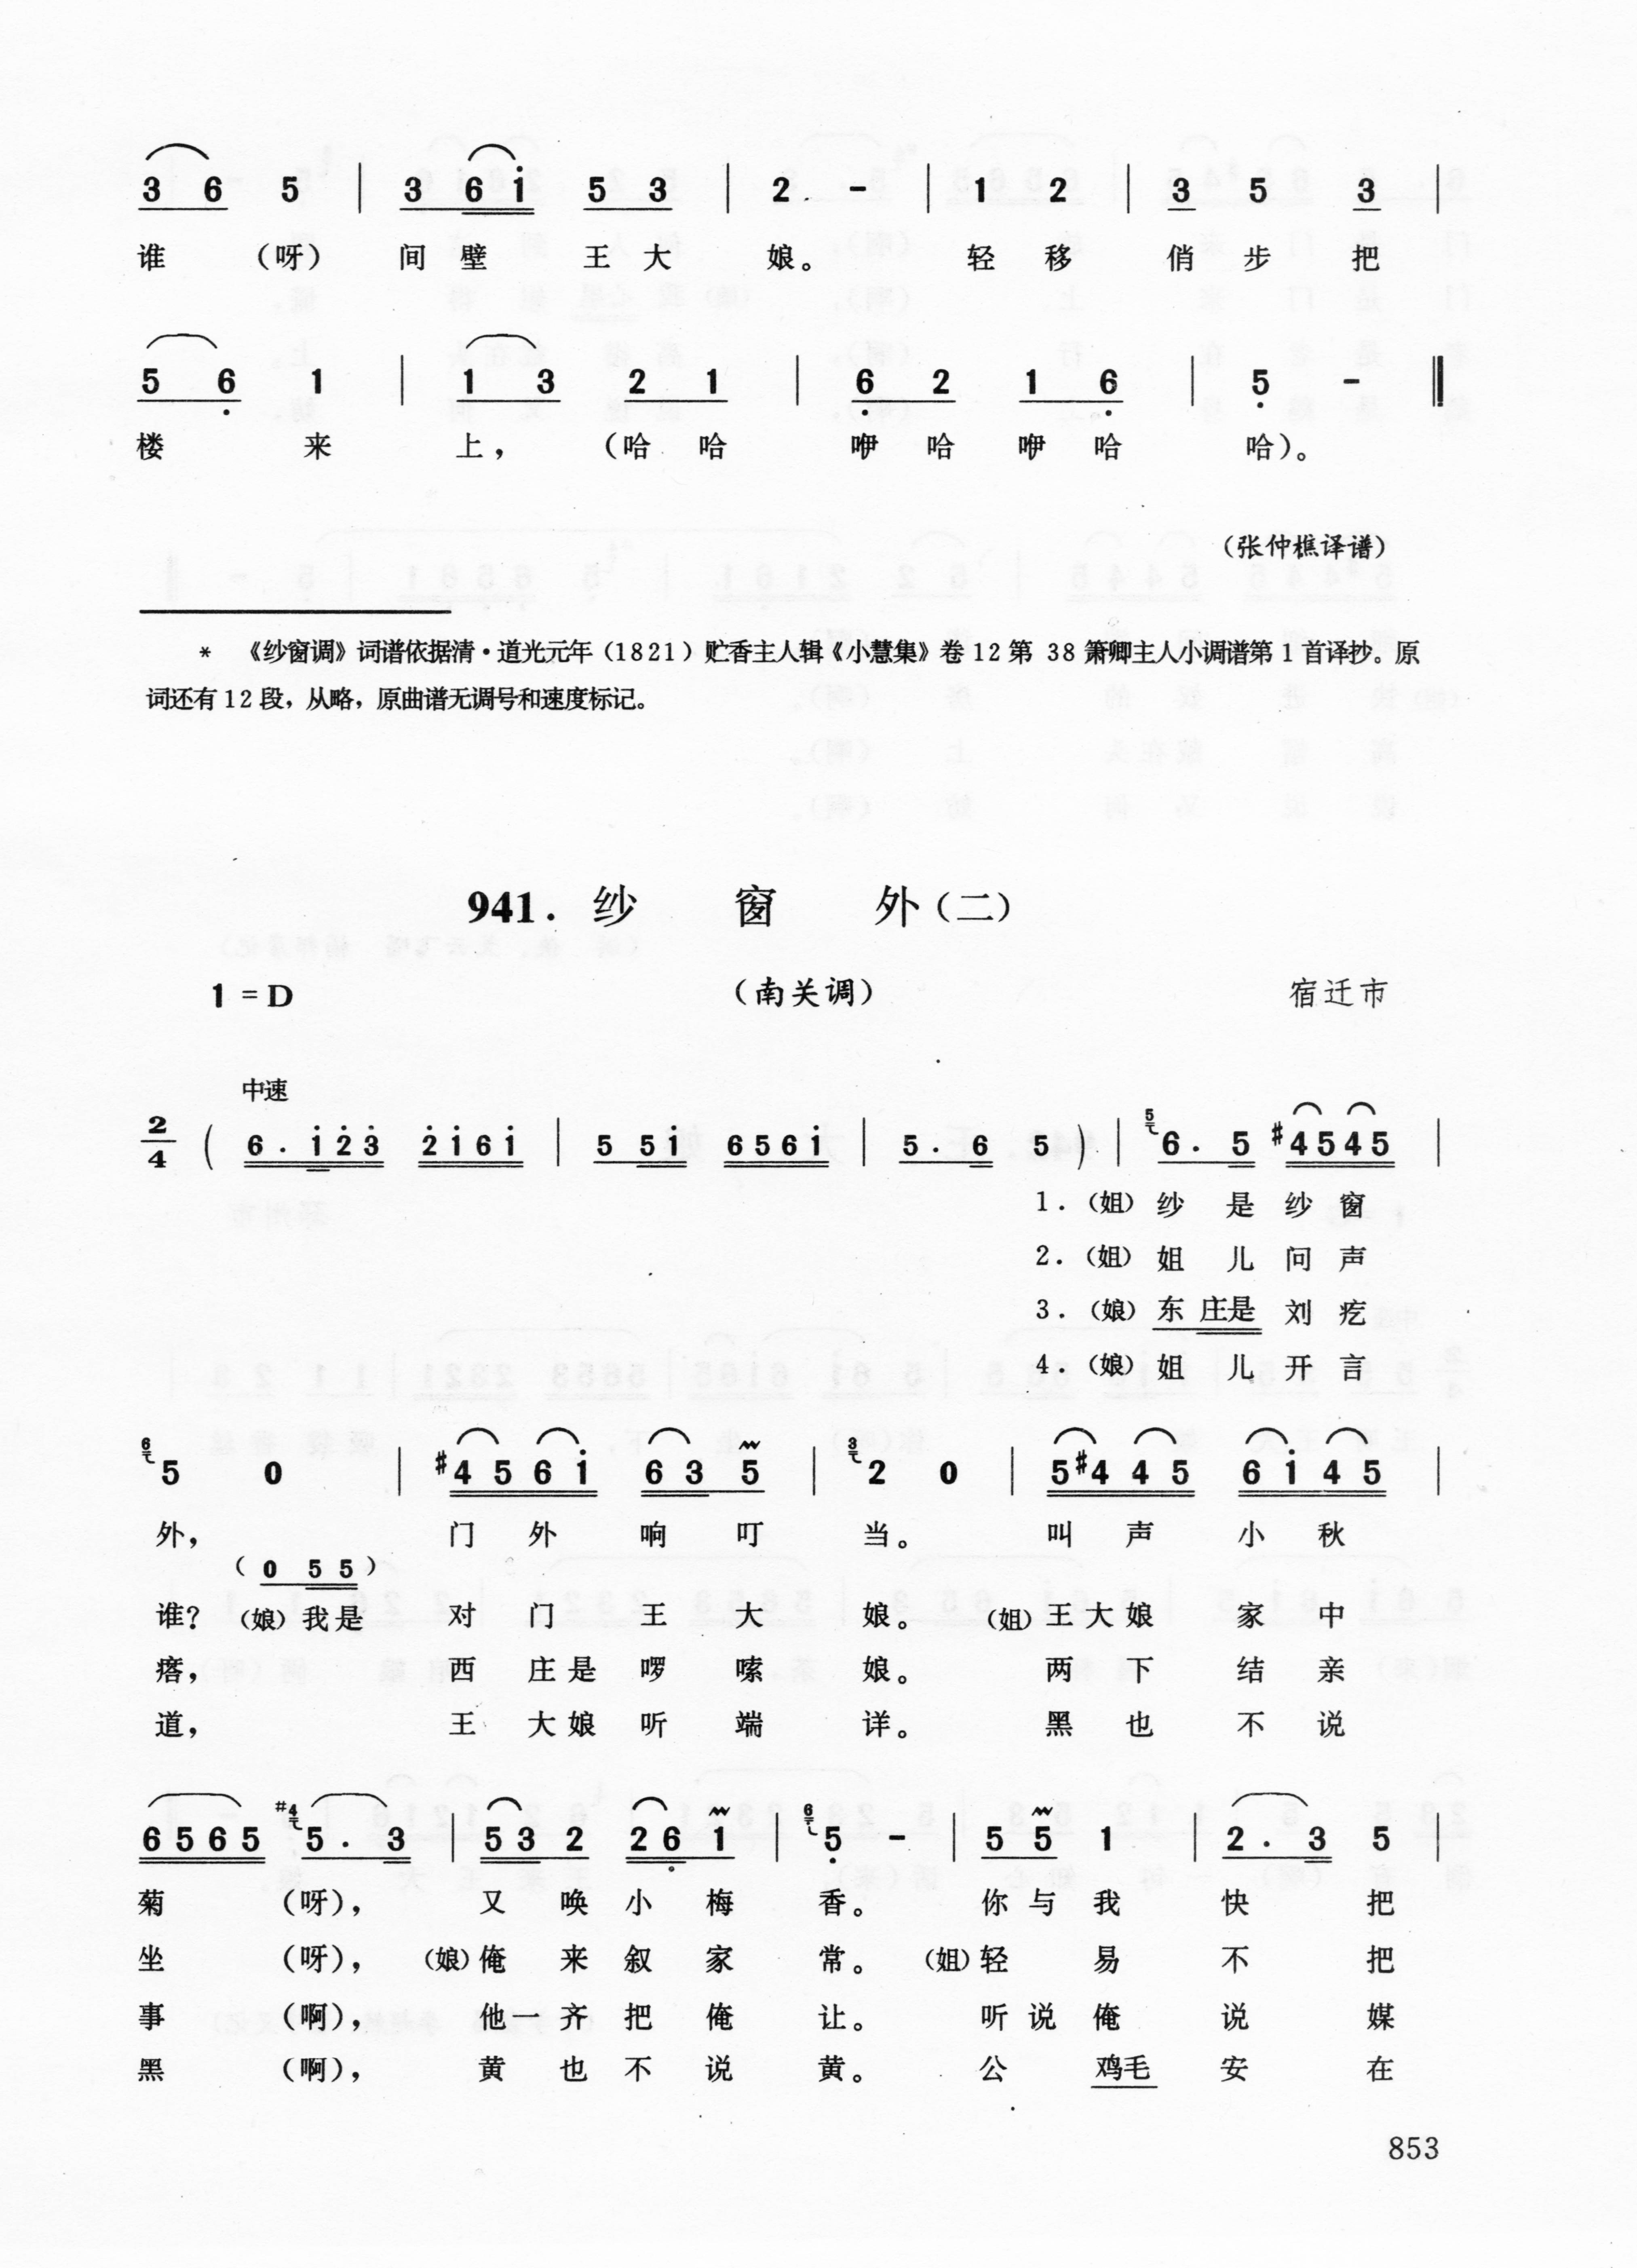 3 6 5 | 3 6 i̇ 5 3 | 2 - | 1 2 | 3 5 3 |
谁 (呀) 间 壁 王 大 娘。 轻 移 俏 步 把
5 6̣ 1 | 1 3 2 1 | 6̣ 2 1 6̣ | 5̣ - ‖
楼 来 上, (哈 哈 咿 哈 咿 哈 哈)。
(张仲樵译谱)
* 《纱窗调》词谱依据清·道光元年(1821)贮香主人辑《小慧集》卷12第 38 箫卿主人小调谱第1首译抄。原
词还有12段,从略,原曲谱无调号和速度标记。
941. 纱 窗 外(二)
1 = D (南关调) 宿迁市
中速
2/4 ( 6 · i̇ 2̇ 3̇ 2̇ i̇ 6 i̇ | 5 5 i̇ 6 5 6 i̇ | 5 · 6 5 ) | 5 6 · 5 #4 5 4 5 |
1.(姐) 纱 是 纱 窗
2.(姐) 姐 儿 问 声
3.(娘) 东 庄是 刘 疙
4.(娘) 姐 儿 开 言
6 5 0 | #4 5 6 i̇ 6 3 5 | 3 2 0 | 5 #4 4 5 6 i̇ 4 5 |
外, 门 外 响 叮 当。 叫 声 小 秋
( 0 5 5 )
谁? (娘) 我是 对 门 王 大 娘。 (姐) 王 大 娘 家 中
瘩, 西 庄 是 啰 嗦 娘。 两 下 结 亲
道, 王 大 娘 听 端 详。 黑 也 不 说
6 5 6 5 #4 5 · 3 | 5 3 2 2 6̣ 1 | 6 5̣ - | 5 5 1 | 2 · 3 5 |
菊 (呀), 又 唤 小 梅 香。 你 与 我 快 把
坐 (呀), (娘) 俺 来 叙 家 常。 (姐) 轻 易 不 把
事 (啊), 他 一 齐 把 俺 让。 听 说 俺 说 媒
黑 (啊), 黄 也 不 说 黄。 公 鸡毛 安 在
853